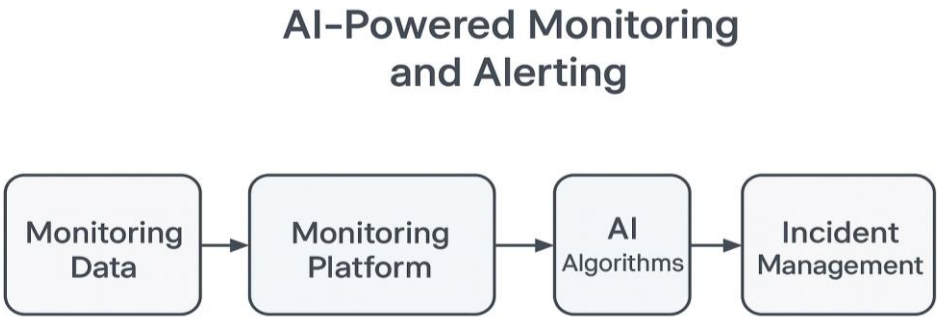 AI-Powered Monitoring
and Alerting
Monitoring
Data
Monitoring
Platform
AI
Algorithms
Incident
Management